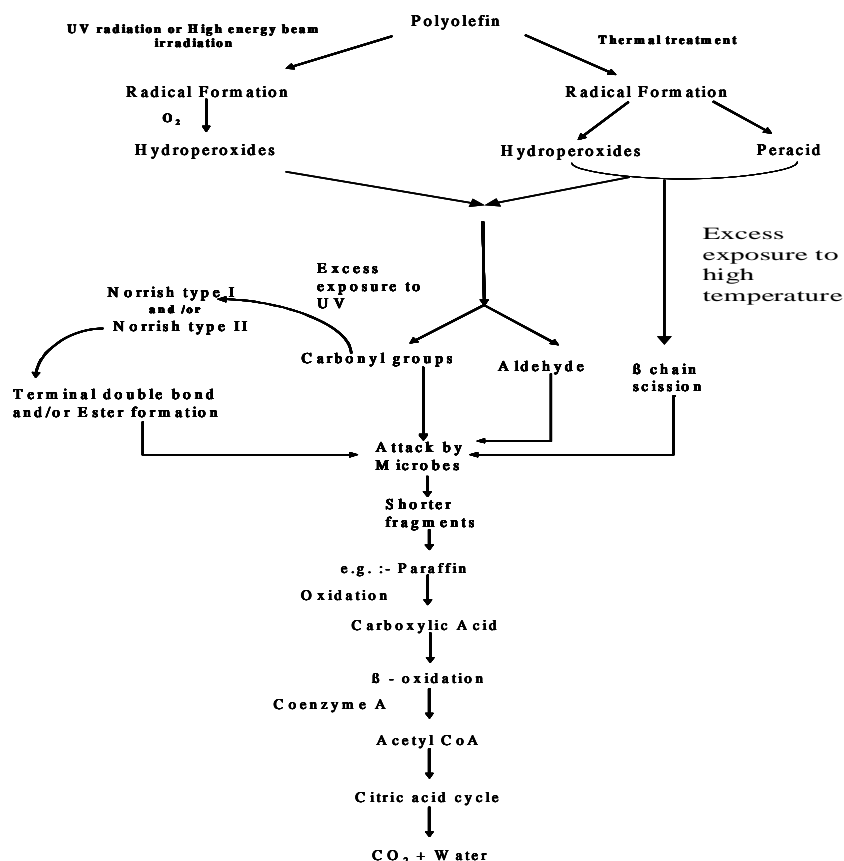 Polyolefin
UV radiation or High energy beam
irradiation
Thermal treatment
Radical Formation
Radical Formation
O₂
Hydroperoxides
Hydroperoxides
Peracid
Excess
exposure to
high
temperature
Excess
exposure to
UV
Norrish type I
and /or
Norrish type II
Carbonyl groups
Aldehyde
ß chain
scission
Terminal double bond
and/or Ester formation
Attack by
Microbes
Shorter
fragments
e.g. :- Paraffin
Oxidation
Carboxylic Acid
ß - oxidation
Coenzyme A
Acetyl CoA
Citric acid cycle
CO₂ + Water